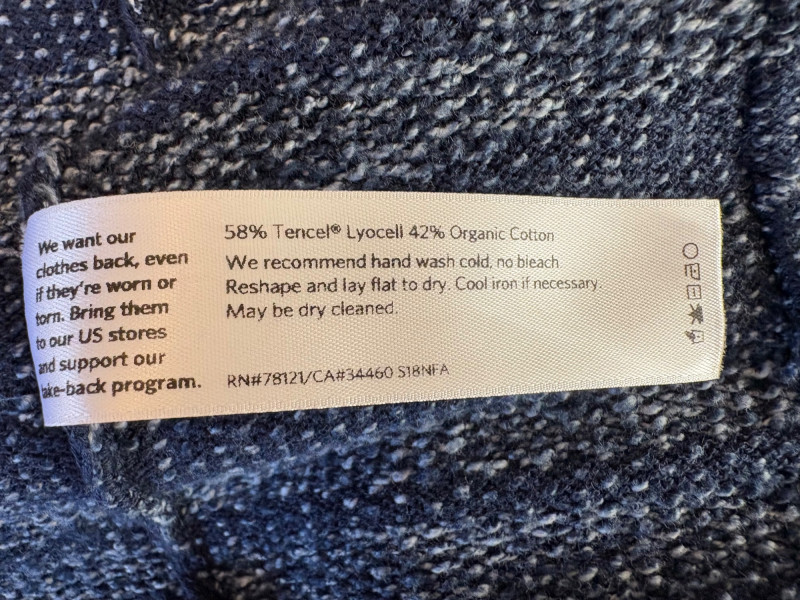 We want our
clothes back, even
if they're worn or
torn. Bring them
to our US stores
and support our
take-back program.
58% Tencel® Lyocell 42% Organic Cotton
We recommend hand wash cold, no bleach
Reshape and lay flat to dry. Cool iron if necessary.
May be dry cleaned.
RN#78121/CA#34460 S18NFA